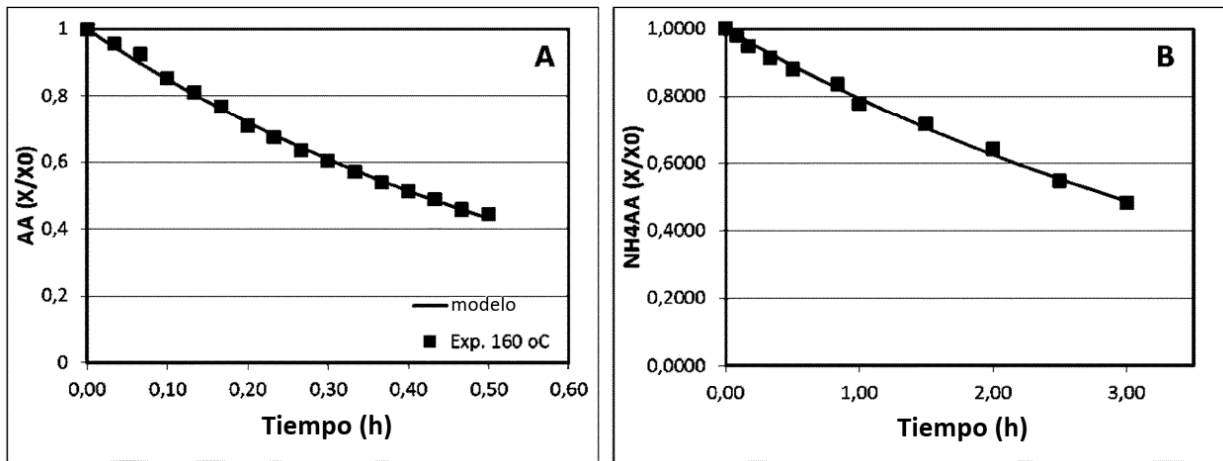 A
AA (X/X0)
1
0,8
0,6
0,4
0,2
0
modelo
Exp. 160 oC
0,00 0,10 0,20 0,30 0,40 0,50 0,60
Tiempo (h)
B
NH4AA (X/X0)
1,0000
0,8000
0,6000
0,4000
0,2000
0,0000
0,00 1,00 2,00 3,00
Tiempo (h)